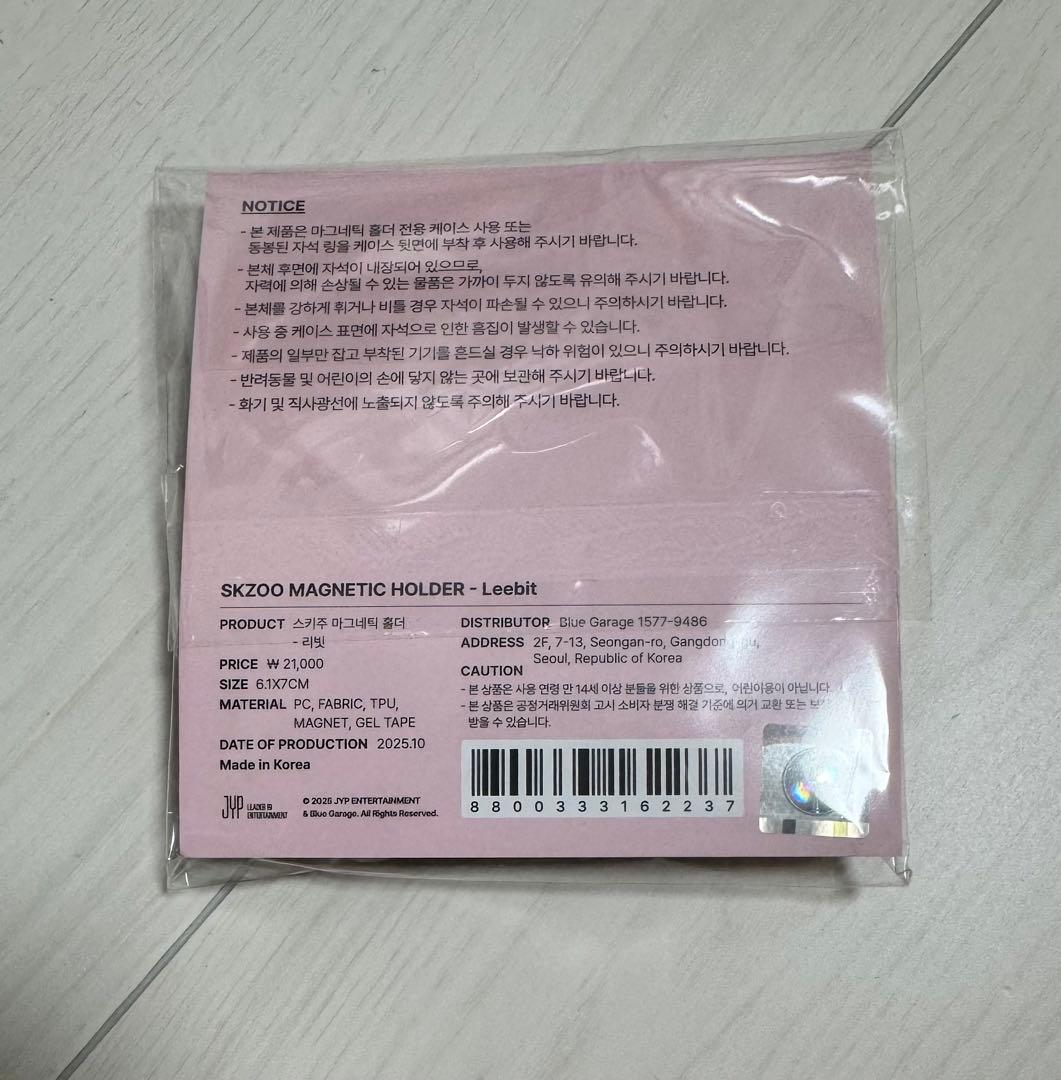 NOTICE
- 본 제품은 마그네틱 홀더 전용 케이스 사용 또는
동봉된 자석 링을 케이스 뒷면에 부착 후 사용해 주시기 바랍니다.
- 본체 후면에 자석이 내장되어 있으므로,
자력에 의해 손상될 수 있는 물품은 가까이 두지 않도록 유의해 주시기 바랍니다.
- 본체를 강하게 휘거나 비틀 경우 자석이 파손될 수 있으니 주의하시기 바랍니다.
- 사용 중 케이스 표면에 자석으로 인한 흠집이 발생할 수 있습니다.
- 제품의 일부만 잡고 부착된 기기를 흔드실 경우 낙하 위험이 있으니 주의하시기 바랍니다.
- 반려동물 및 어린이의 손에 닿지 않는 곳에 보관해 주시기 바랍니다.
- 화기 및 직사광선에 노출되지 않도록 주의해 주시기 바랍니다.
SKZOO MAGNETIC HOLDER - Leebit
PRODUCT 스키주 마그네틱 홀더
- 리빗
PRICE ₩ 21,000
SIZE 6.1X7CM
MATERIAL PC, FABRIC, TPU,
MAGNET, GEL TAPE
DATE OF PRODUCTION 2025.10
Made in Korea
JYP LEADER IN
ENTERTAINMENT
© 2025 JYP ENTERTAINMENT
& Blue Garage. All Rights Reserved.
DISTRIBUTOR Blue Garage 1577-9486
ADDRESS 2F, 7-13, Seongan-ro, Gangdong-gu,
Seoul, Republic of Korea
CAUTION
- 본 상품은 사용 연령 만 14세 이상 분들을 위한 상품으로, 어린이용이 아닙니다.
- 본 상품은 공정거래위원회 고시 소비자 분쟁 해결 기준에 의거 교환 또는
받을 수 있습니다.
8800333162237